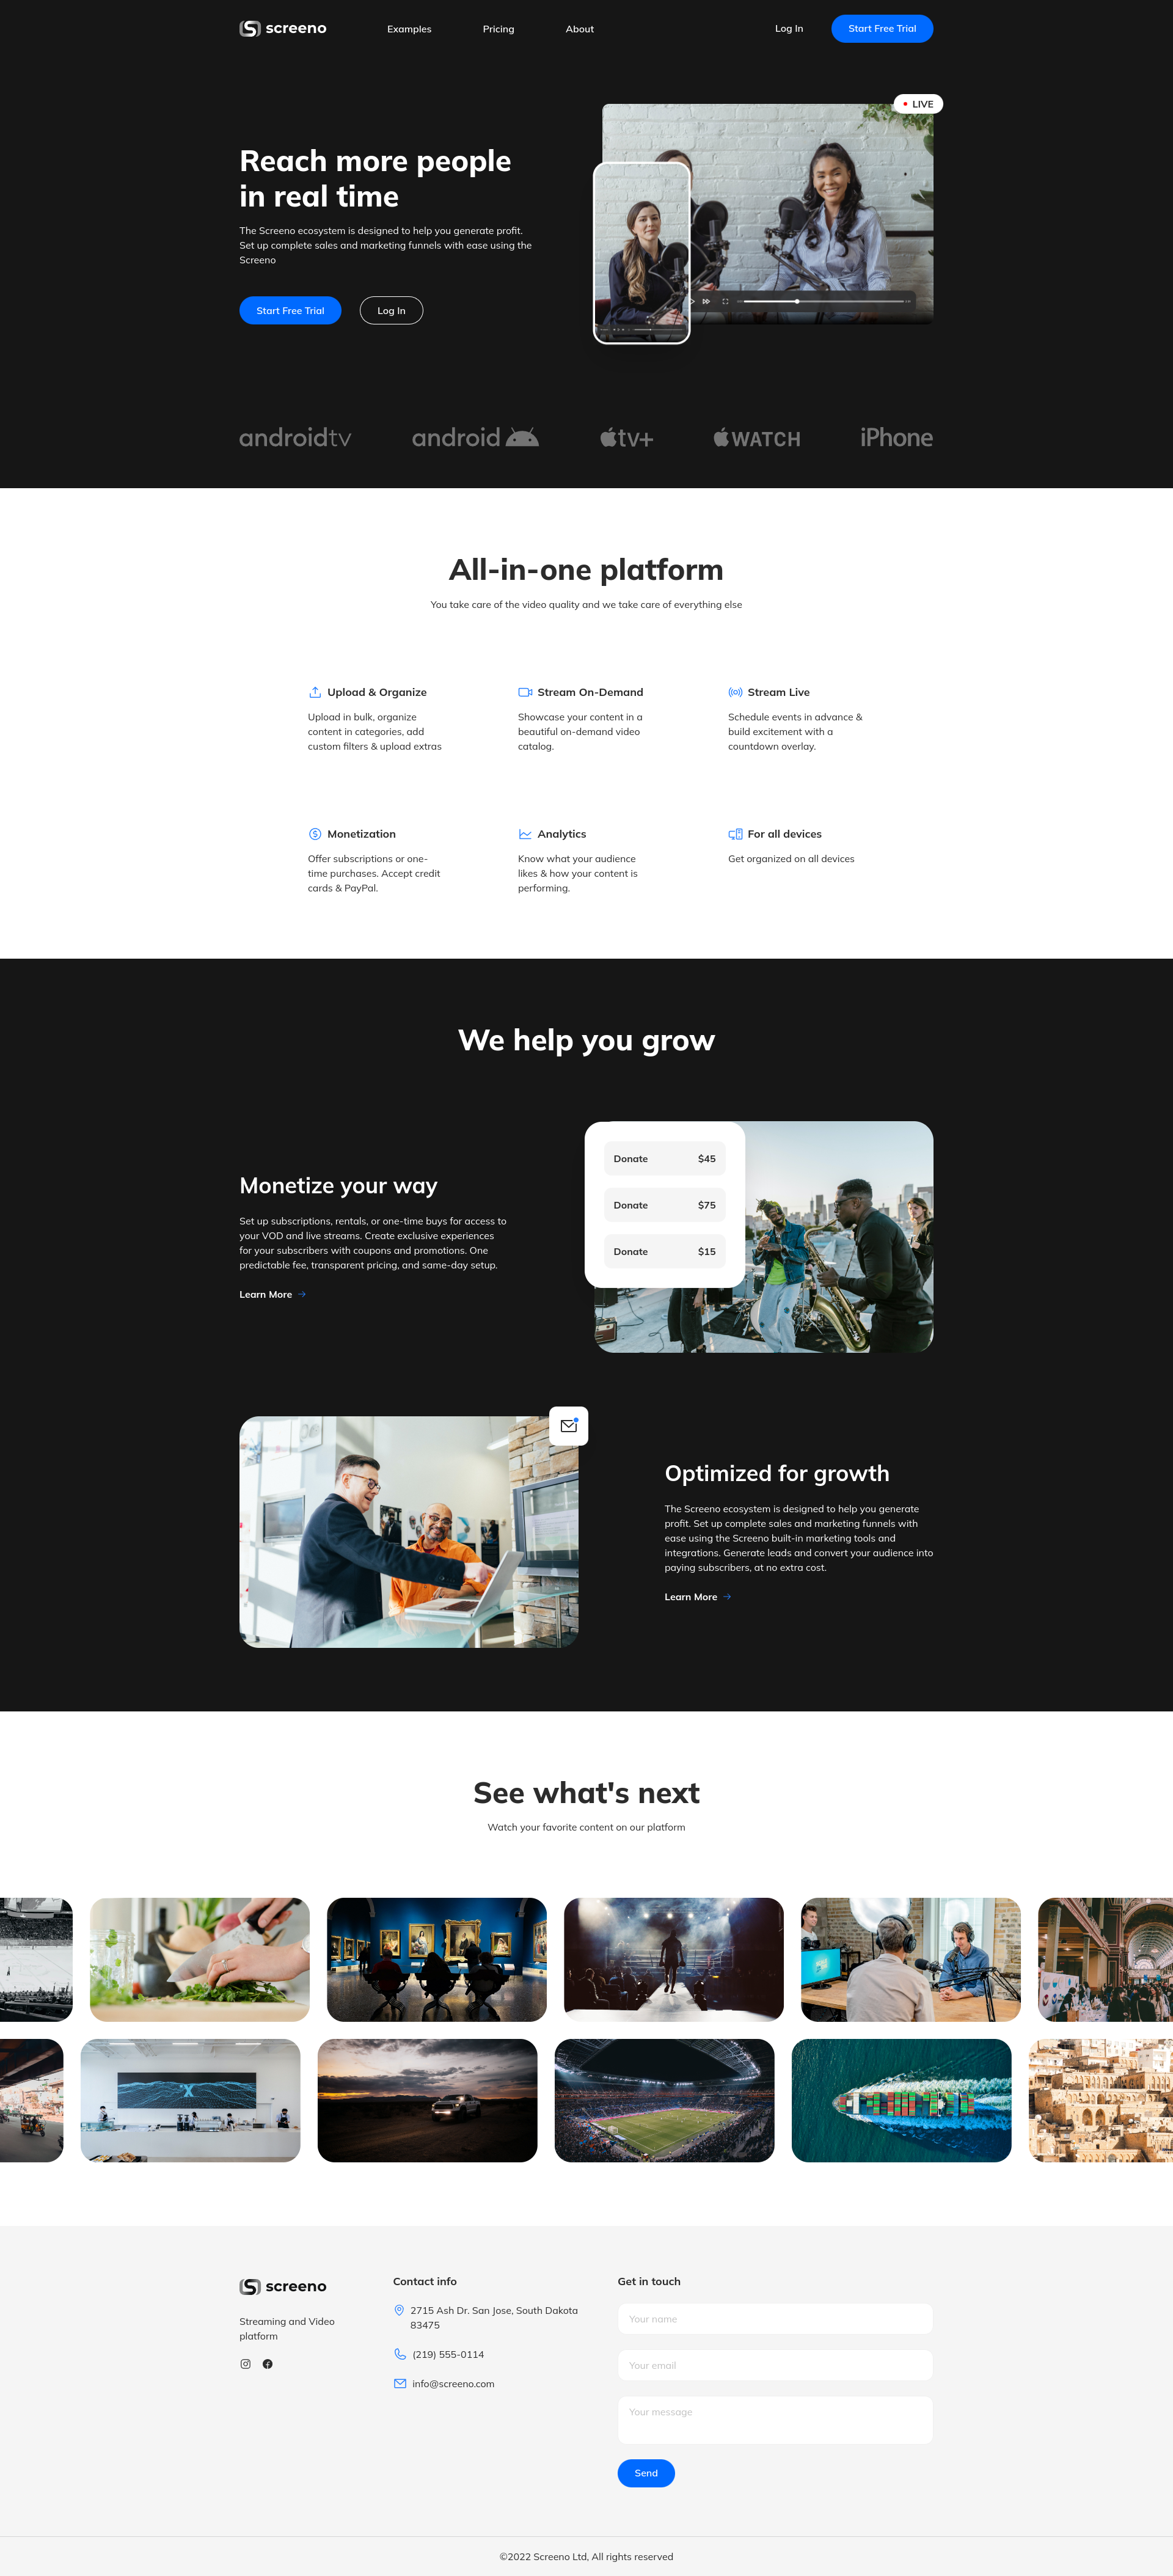 screeno
Examples
Pricing
About
Log In
Start Free Trial
LIVE
Reach more people
in real time
The Screeno ecosystem is designed to help you generate profit.
Set up complete sales and marketing funnels with ease using the
Screeno
Start Free Trial
Log In
androidtv
android
tv+
WATCH
iPhone
All-in-one platform
You take care of the video quality and we take care of everything else
Upload & Organize
Upload in bulk, organize
content in categories, add
custom filters & upload extras
Stream On-Demand
Showcase your content in a
beautiful on-demand video
catalog.
Stream Live
Schedule events in advance &
build excitement with a
countdown overlay.
Monetization
Offer subscriptions or one-
time purchases. Accept credit
cards & PayPal.
Analytics
Know what your audience
likes & how your content is
performing.
For all devices
Get organized on all devices
We help you grow
Monetize your way
Set up subscriptions, rentals, or one-time buys for access to
your VOD and live streams. Create exclusive experiences
for your subscribers with coupons and promotions. One
predictable fee, transparent pricing, and same-day setup.
Learn More
Donate $45
Donate $75
Donate $15
Optimized for growth
The Screeno ecosystem is designed to help you generate
profit. Set up complete sales and marketing funnels with
ease using the Screeno built-in marketing tools and
integrations. Generate leads and convert your audience into
paying subscribers, at no extra cost.
Learn More
See what's next
Watch your favorite content on our platform
screeno
Streaming and Video
platform
Contact info
2715 Ash Dr. San Jose, South Dakota
83475
(219) 555-0114
info@screeno.com
Get in touch
Your name
Your email
Your message
Send
©2022 Screeno Ltd, All rights reserved